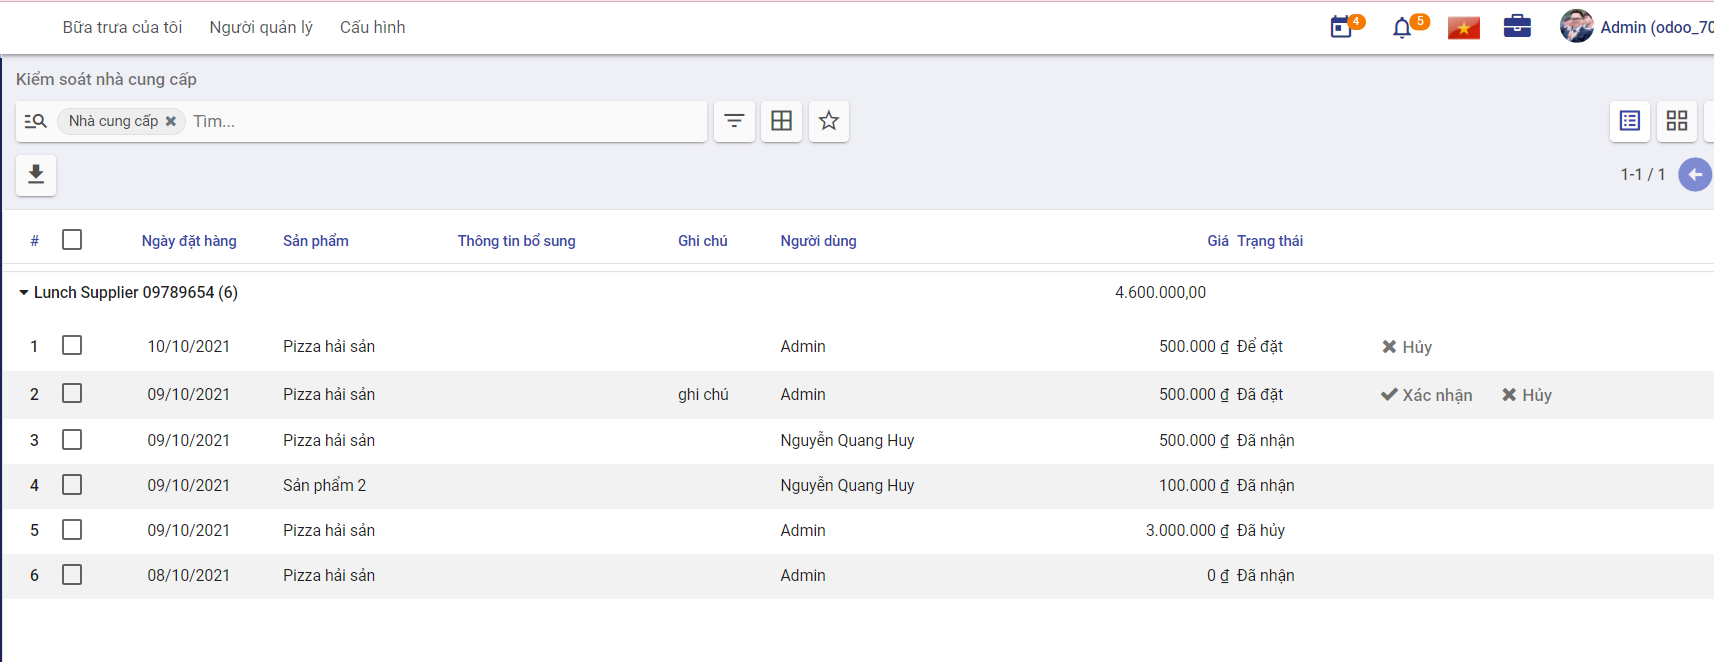 Bữa trưa của tôi Người quản lý Cấu hình 4 5 Admin (odoo_70
Kiểm soát nhà cung cấp
Nhà cung cấp Tìm...
1-1 / 1
# Ngày đặt hàng Sản phẩm Thông tin bổ sung Ghi chú Người dùng Giá Trạng thái
Lunch Supplier 09789654 (6) 4.600.000,00
1 10/10/2021 Pizza hải sản Admin 500.000 ₫ Để đặt Hủy
2 09/10/2021 Pizza hải sản ghi chú Admin 500.000 ₫ Đã đặt Xác nhận Hủy
3 09/10/2021 Pizza hải sản Nguyễn Quang Huy 500.000 ₫ Đã nhận
4 09/10/2021 Sản phẩm 2 Nguyễn Quang Huy 100.000 ₫ Đã nhận
5 09/10/2021 Pizza hải sản Admin 3.000.000 ₫ Đã hủy
6 08/10/2021 Pizza hải sản Admin 0 ₫ Đã nhận